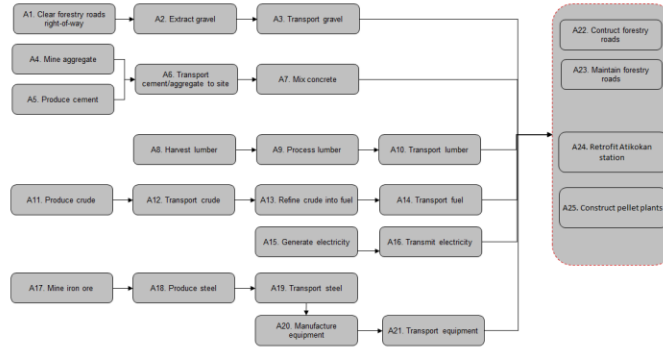 A1. Clear forestry roads
right-of-way
A2. Extract gravel
A3. Transport gravel
A4. Mine aggregate
A5. Produce cement
A6. Transport
cement/aggregate to site
A7. Mix concrete
A8. Harvest lumber
A9. Process lumber
A10. Transport lumber
A11. Produce crude
A12. Transport crude
A13. Refine crude into fuel
A14. Transport fuel
A15. Generate electricity
A16. Transmit electricity
A17. Mine iron ore
A18. Produce steel
A19. Transport steel
A20. Manufacture
equipment
A21. Transport equipment
A22. Contruct forestry
roads
A23. Maintain forestry
roads
A24. Retrofit Atikokan
station
A25. Construct pellet plants